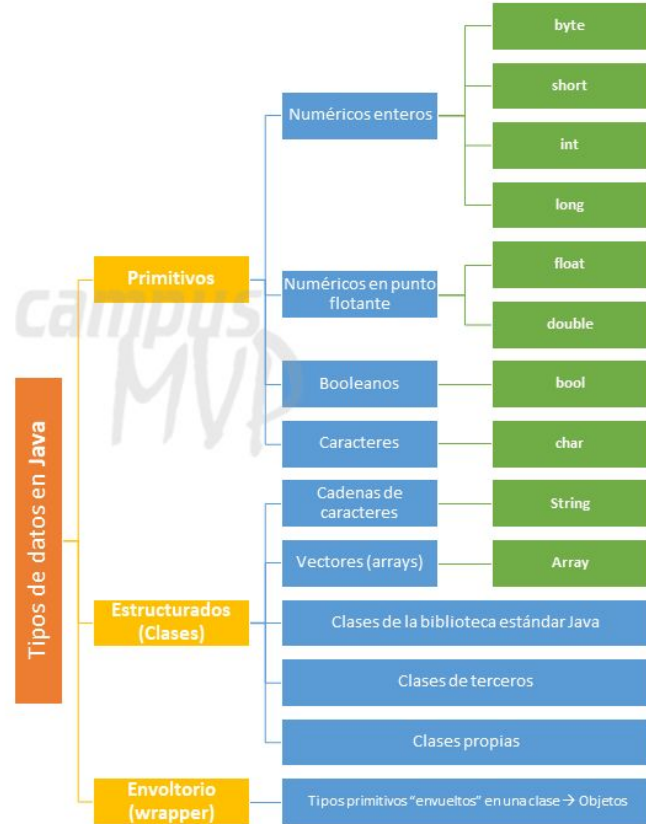 Tipos de datos en Java
Primitivos
Numéricos enteros
byte
short
int
long
Numéricos en punto
flotante
float
double
Booleanos
bool
Caracteres
char
Estructurados
(Clases)
Cadenas de
caracteres
String
Vectores (arrays)
Array
Clases de la biblioteca estándar Java
Clases de terceros
Clases propias
Envoltorio
(wrapper)
Tipos primitivos “envueltos” en una clase → Objetos
campus
MVP